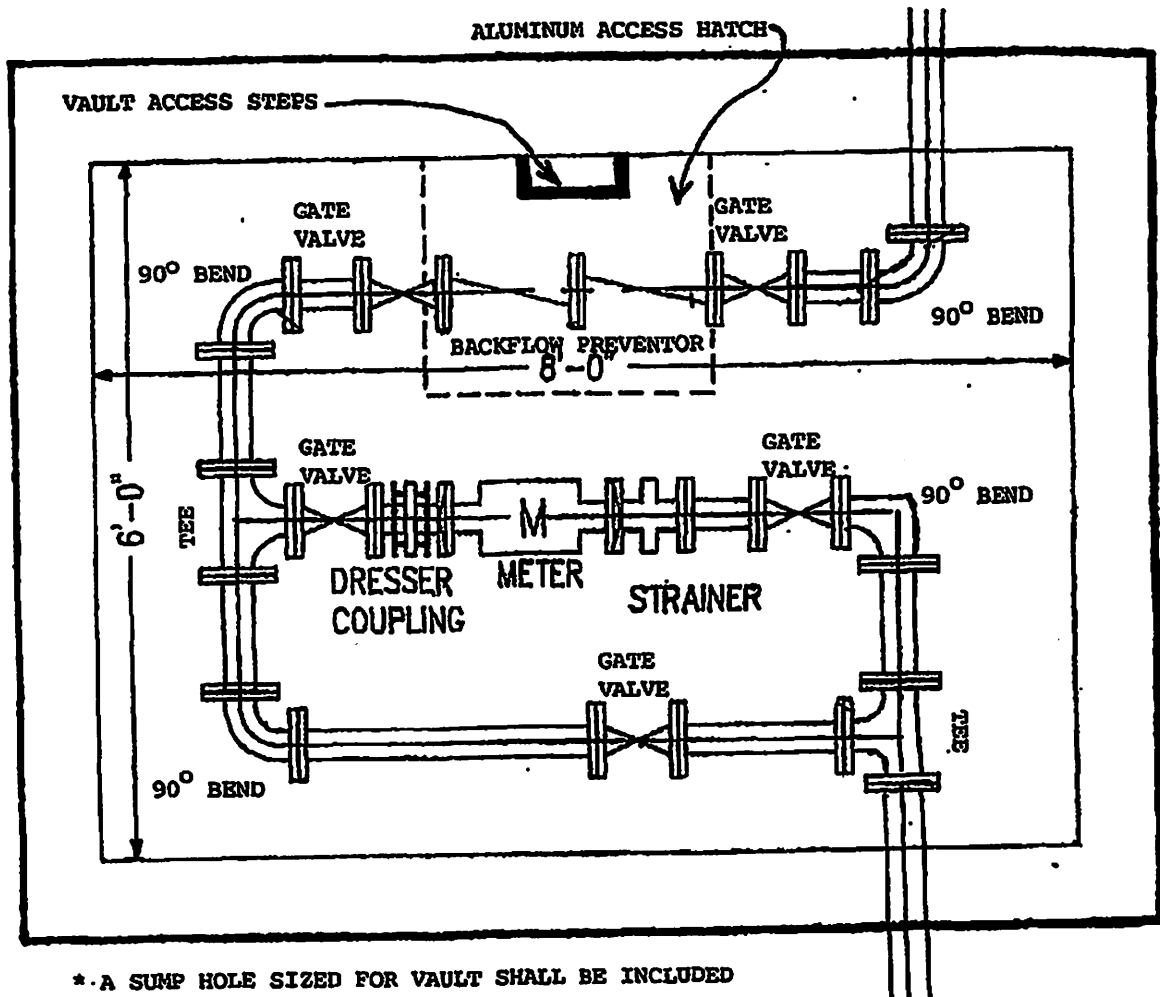 ALUMINUM ACCESS HATCH
VAULT ACCESS STEPS
GATE
VALVE
GATE
VALVE
90° BEND
90° BEND
BACKFLOW PREVENTOR
8'-0"
6'-0"
TEE
GATE
VALVE
GATE
VALVE
90° BEND
M
DRESSER
COUPLING
METER
STRAINER
GATE
VALVE
TEE
90° BEND
* A SUMP HOLE SIZED FOR VAULT SHALL BE INCLUDED